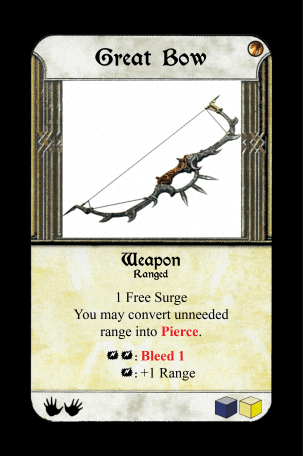 Great Bow
Weapon
Ranged
1 Free Surge
You may convert unneeded
range into Pierce.
: Bleed 1
: +1 Range